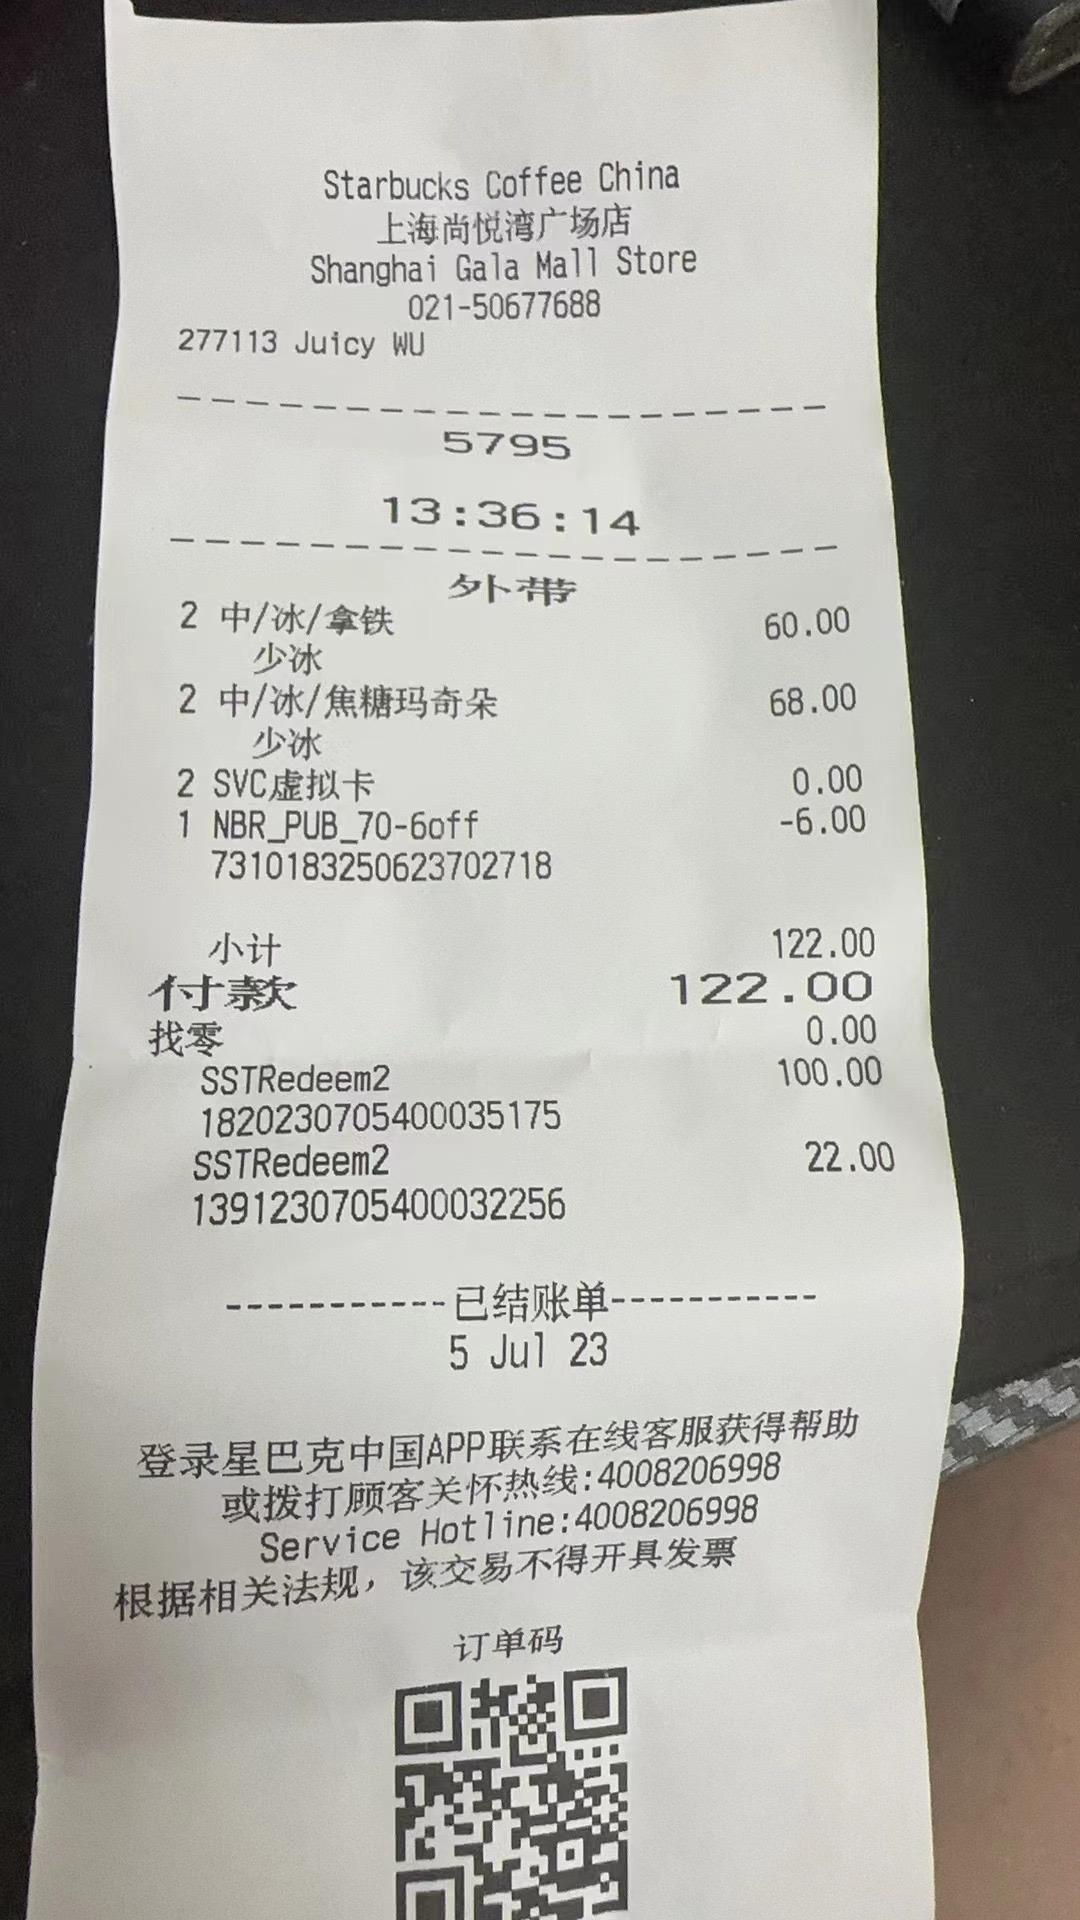 Starbucks Coffee China
上海尚悦湾广场店
Shanghai Gala Mall Store
021-50677688
277113 Juicy WU
5795
13:36:14
外带
2 中/冰/拿铁 60.00
少冰
2 中/冰/焦糖玛奇朵 68.00
少冰
2 SVC虚拟卡 0.00
1 NBR_PUB_70-6off -6.00
7310183250623702718
小计 122.00
付款 122.00
找零 0.00
SSTRedeem2 100.00
1820230705400035175
SSTRedeem2 22.00
1391230705400032256
-----------已结账单-----------
5 Jul 23
登录星巴克中国APP联系在线客服获得帮助
或拨打顾客关怀热线:4008206998
Service Hotline:4008206998
根据相关法规，该交易不得开具发票
订单码